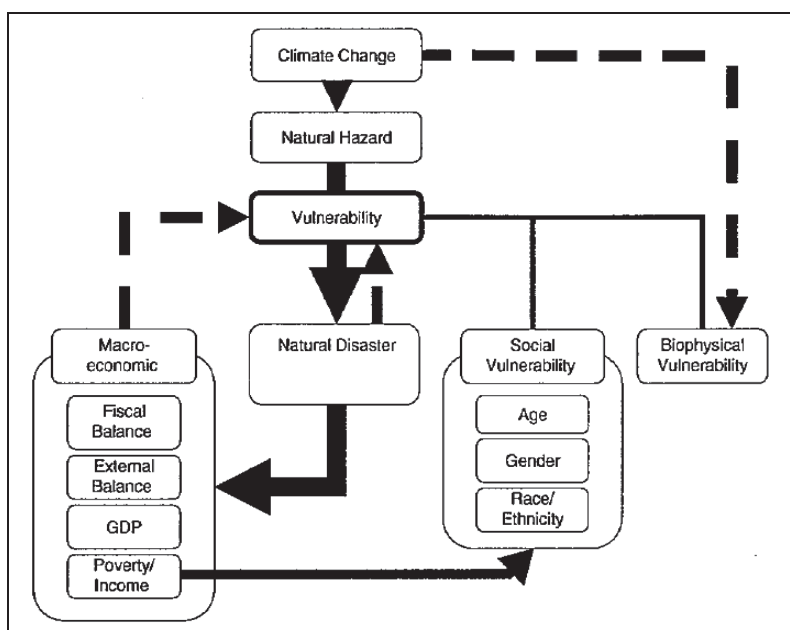 Climate Change
Natural Hazard
Vulnerability
Macro-
economic
Fiscal
Balance
External
Balance
GDP
Poverty/
Income
Natural Disaster
Social
Vulnerability
Age
Gender
Race/
Ethnicity
Biophysical
Vulnerability